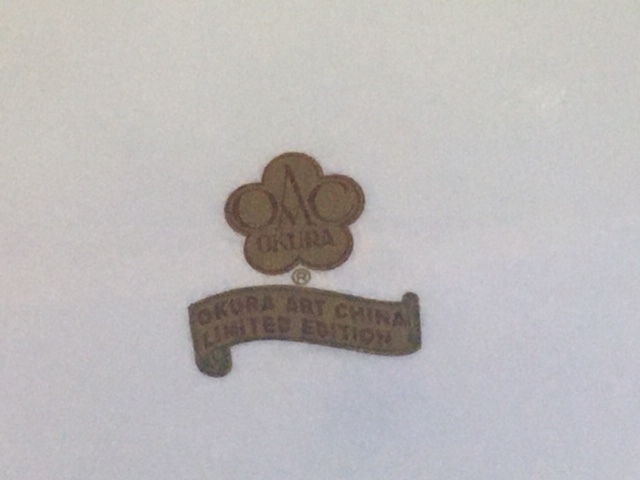 OAC
OKURA
®
OKURA ART CHINA
LIMITED EDITION